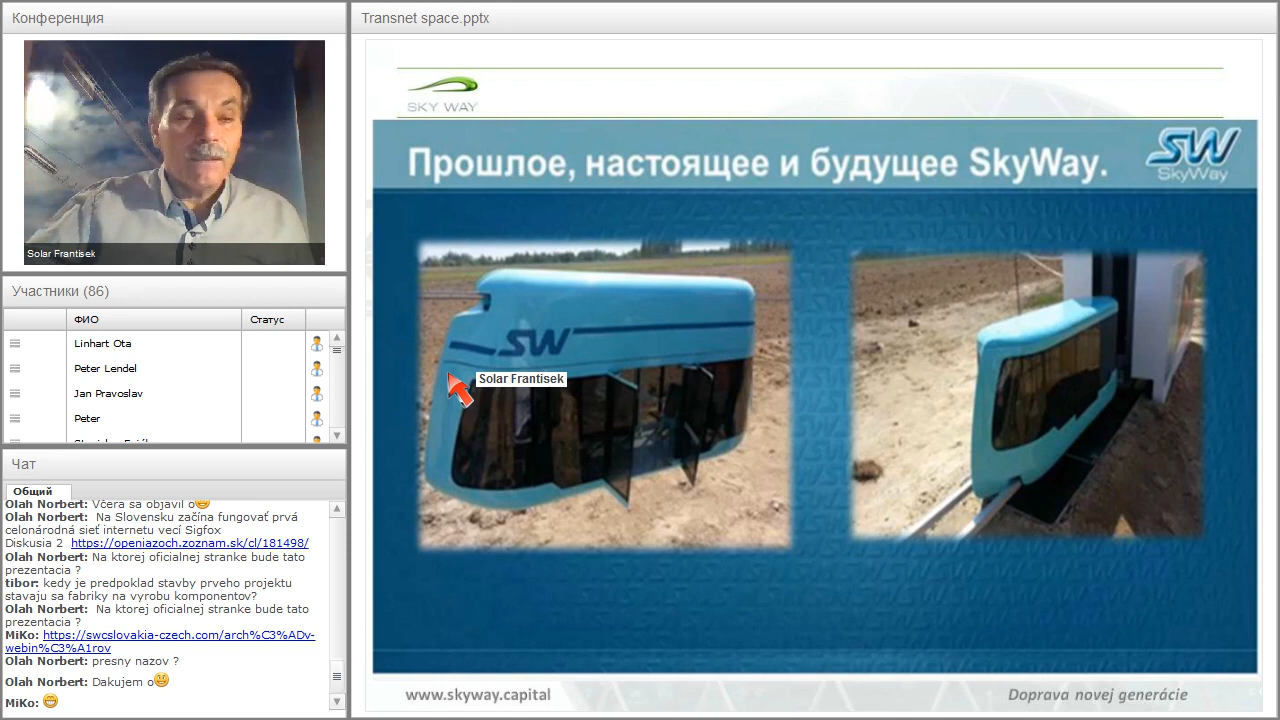 Конференция
Solar Frantisek
Участники (86)
ФИО Статус
Linhart Ota
Peter Lendel
Jan Pravoslav
Peter
Чат
Общий
Olah Norbert: Včera sa objavil o
Olah Norbert: Na Slovensku začína fungovať prvá
celonárodná sieť internetu vecí Sigfox
Diskusia 2 https://openiazoch.zoznam.sk/cl/181498/
Olah Norbert: Na ktorej oficialnej stranke bude tato
prezentacia ?
tibor: kedy je predpoklad stavby prveho projektu
stavaju sa fabriky na vyrobu komponentov?
Olah Norbert: Na ktorej oficialnej stranke bude tato
prezentacia ?
MiKo: https://swcslovakia-czech.com/arch%C3%ADv-
webin%C3%A1rov
Olah Norbert: presny nazov ?
Olah Norbert: Dakujem o
MiKo:
Transnet space.pptx
SKY WAY
Прошлое, настоящее и будущее SkyWay.
SW
SkyWay
SW
Solar Frantisek
www.skyway.capital
Doprava novej generácie